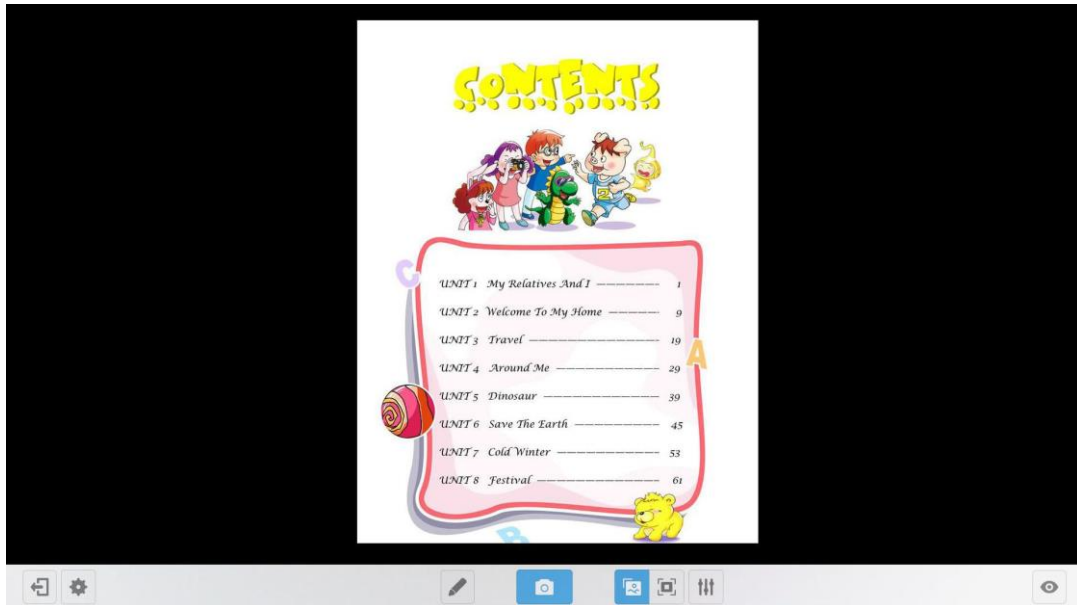 CONTENTS
2
UNIT 1 My Relatives And I ——————- 1
UNIT 2 Welcome To My Home —————- 9
UNIT 3 Travel ————————————— 19
UNIT 4 Around Me ——————————— 29
UNIT 5 Dinosaur ———————————— 39
UNIT 6 Save The Earth ————————— 45
UNIT 7 Cold Winter ——————————— 53
UNIT 8 Festival ————————————— 61
C
A
B